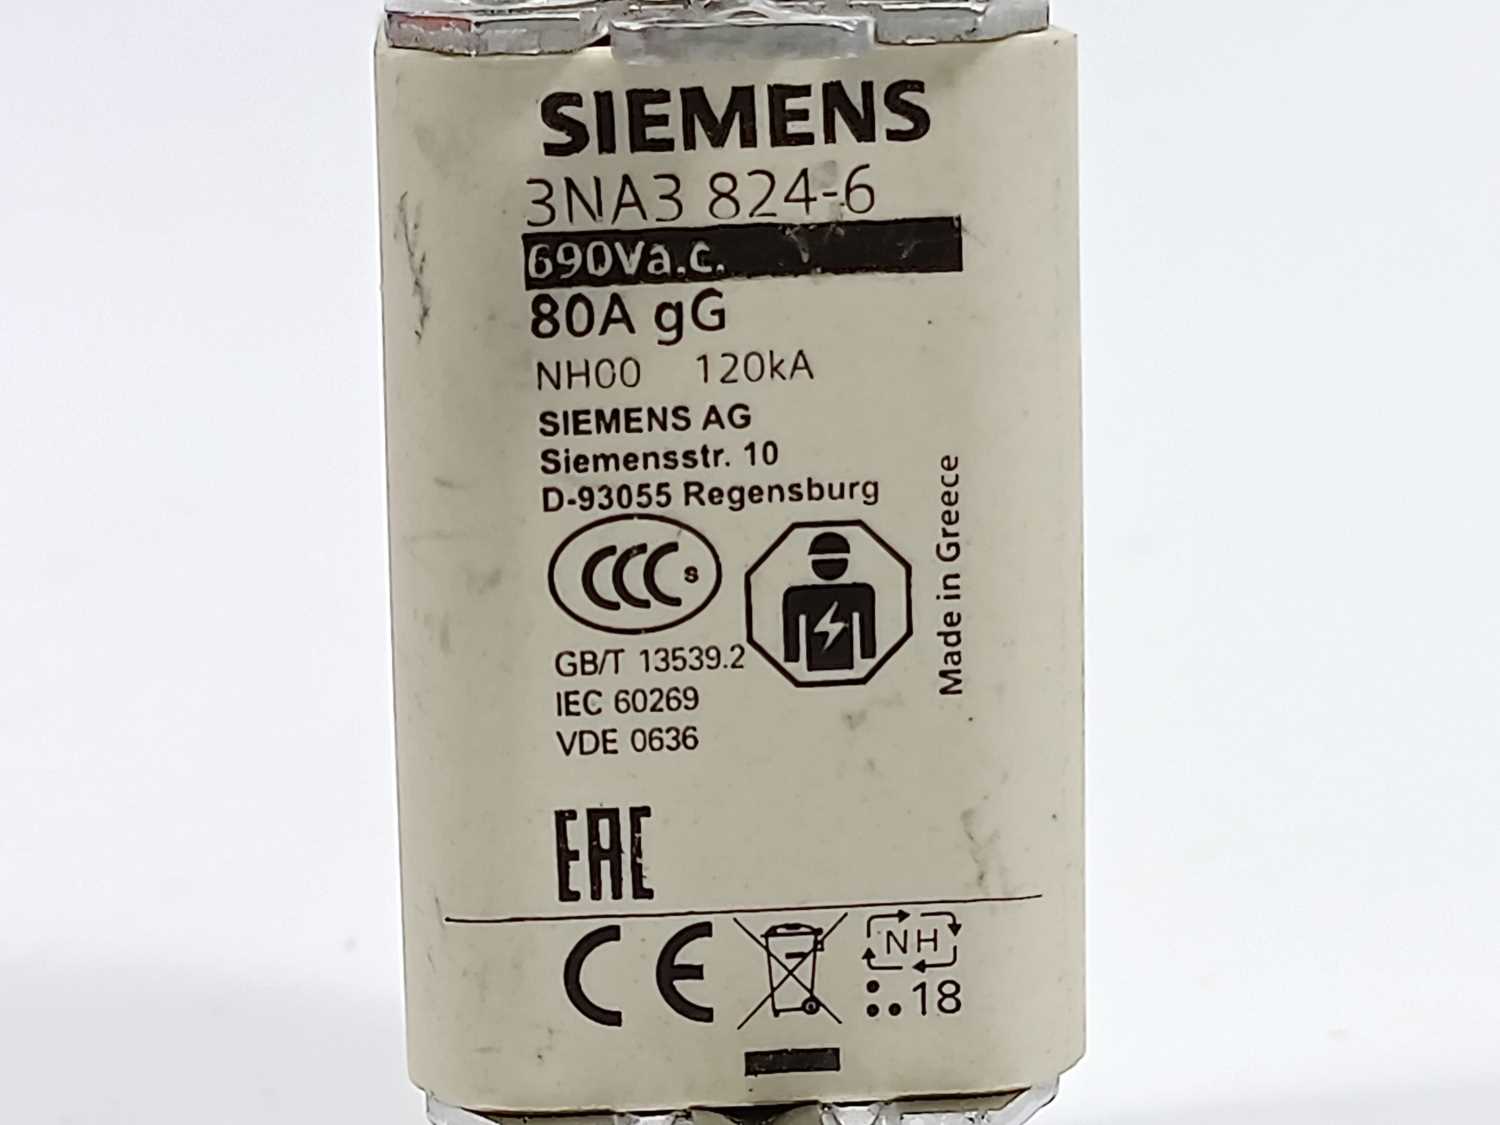 SIEMENS
3NA3 824-6
690Va.c.
80A gG
NH00 120kA
SIEMENS AG
Siemensstr. 10
D-93055 Regensburg
Made in Greece
CCC s
GB/T 13539.2
IEC 60269
VDE 0636
EAC
CE
NH
18